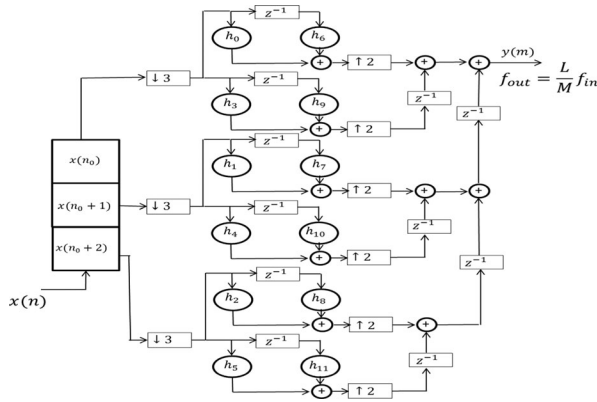 z⁻¹
h₀ h₆
↓ 3 ↑ 2 + + y(m)
f_out = L/M f_in
z⁻¹
z⁻¹
h₃ h₉
z⁻¹
+ ↑ 2
z⁻¹
x(n₀)
h₁ h₇
+ ↑ 2 + +
x(n₀ + 1) ↓ 3 z⁻¹
z⁻¹
h₄ h₁₀
x(n₀ + 2)
+ ↑ 2
z⁻¹
z⁻¹
x(n)
h₂ h₈
+ ↑ 2 +
↓ 3 z⁻¹
z⁻¹
h₅ h₁₁
+ ↑ 2